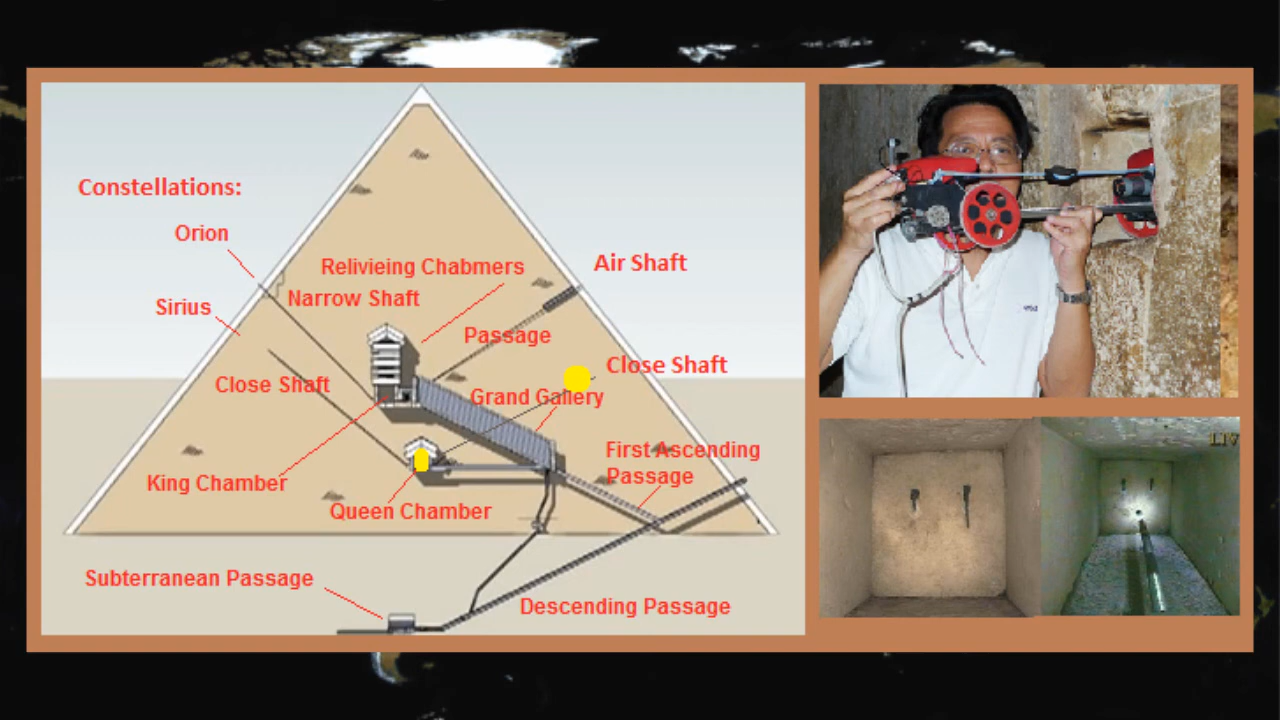 Constellations:
Orion
Sirius
Relivieing Chabmers
Narrow Shaft
Air Shaft
Passage
Close Shaft
Close Shaft
Grand Gallery
First Ascending
Passage
King Chamber
Queen Chamber
Subterranean Passage
Descending Passage
LIV